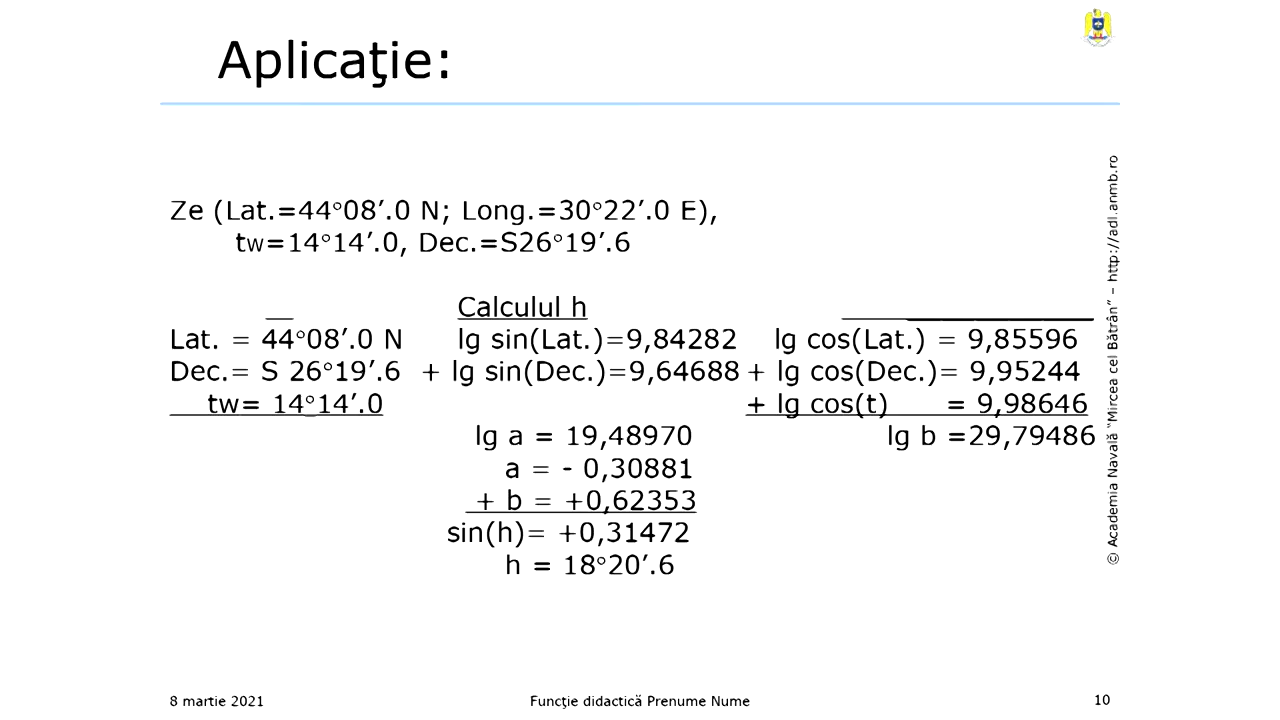 Aplicaţie:
Ze (Lat.=44°08’.0 N; Long.=30°22’.0 E),
tw=14°14’.0, Dec.=S26°19’.6
Calculul h
Lat. = 44°08’.0 N lg sin(Lat.)=9,84282 lg cos(Lat.) = 9,85596
Dec.= S 26°19’.6 + lg sin(Dec.)=9,64688 + lg cos(Dec.)= 9,95244
tw= 14°14’.0 + lg cos(t) = 9,98646
lg a = 19,48970 lg b =29,79486
a = - 0,30881
+ b = +0,62353
sin(h)= +0,31472
h = 18°20’.6
© Academia Navală “Mircea cel Bătrân” – http://adl.anmb.ro
8 martie 2021 Funcţie didactică Prenume Nume 10